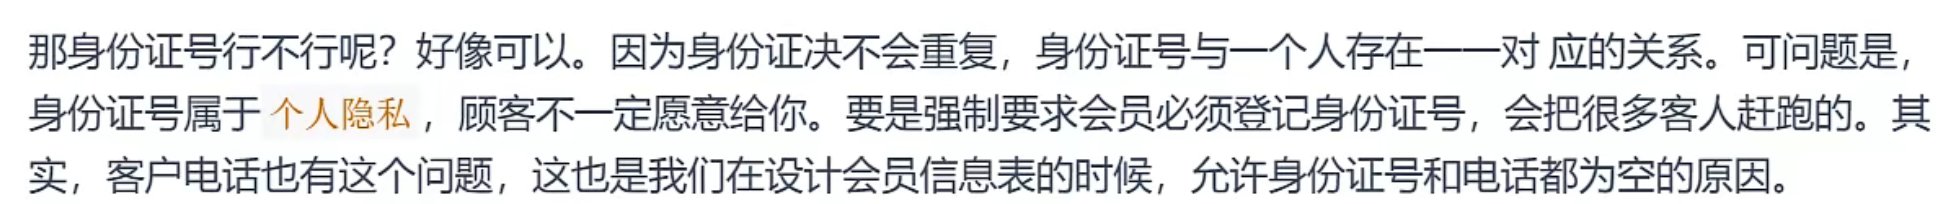 那身份证号行不行呢？好像可以。因为身份证决不会重复，身份证号与一个人存在一一对 应的关系。可问题是，
身份证号属于 个人隐私 ，顾客不一定愿意给你。要是强制要求会员必须登记身份证号，会把很多客人赶跑的。其
实，客户电话也有这个问题，这也是我们在设计会员信息表的时候，允许身份证号和电话都为空的原因。